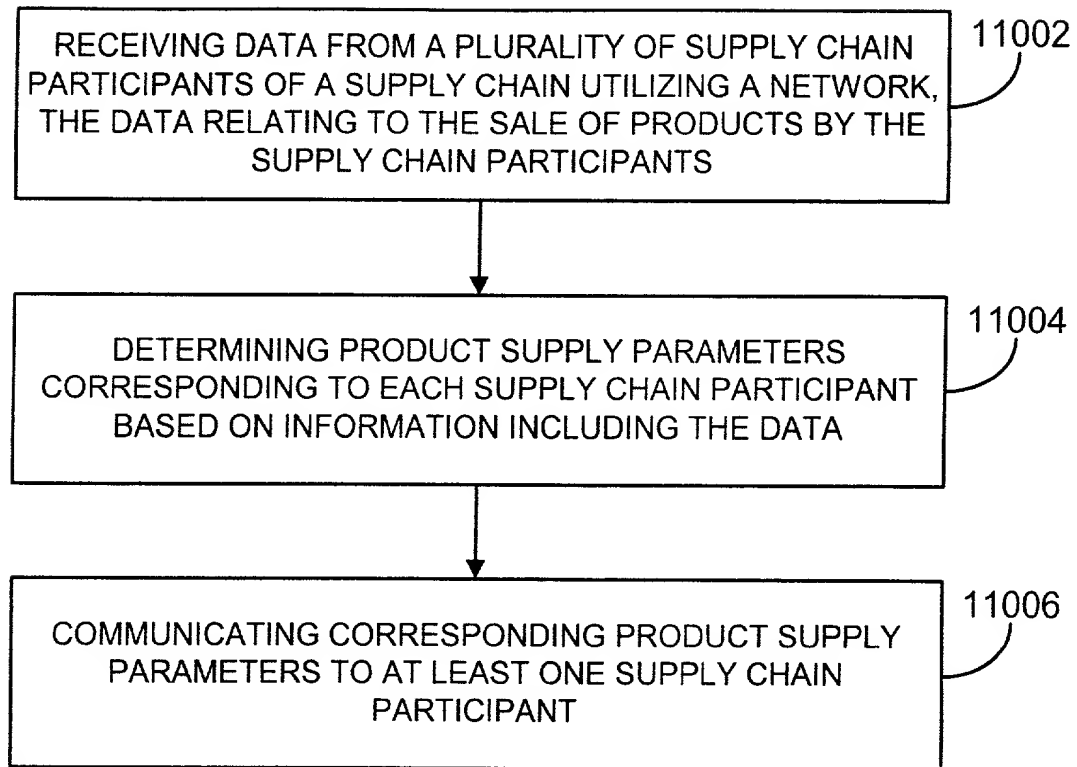 RECEIVING DATA FROM A PLURALITY OF SUPPLY CHAIN
PARTICIPANTS OF A SUPPLY CHAIN UTILIZING A NETWORK,
THE DATA RELATING TO THE SALE OF PRODUCTS BY THE
SUPPLY CHAIN PARTICIPANTS
11002
DETERMINING PRODUCT SUPPLY PARAMETERS
CORRESPONDING TO EACH SUPPLY CHAIN PARTICIPANT
BASED ON INFORMATION INCLUDING THE DATA
11004
COMMUNICATING CORRESPONDING PRODUCT SUPPLY
PARAMETERS TO AT LEAST ONE SUPPLY CHAIN
PARTICIPANT
11006